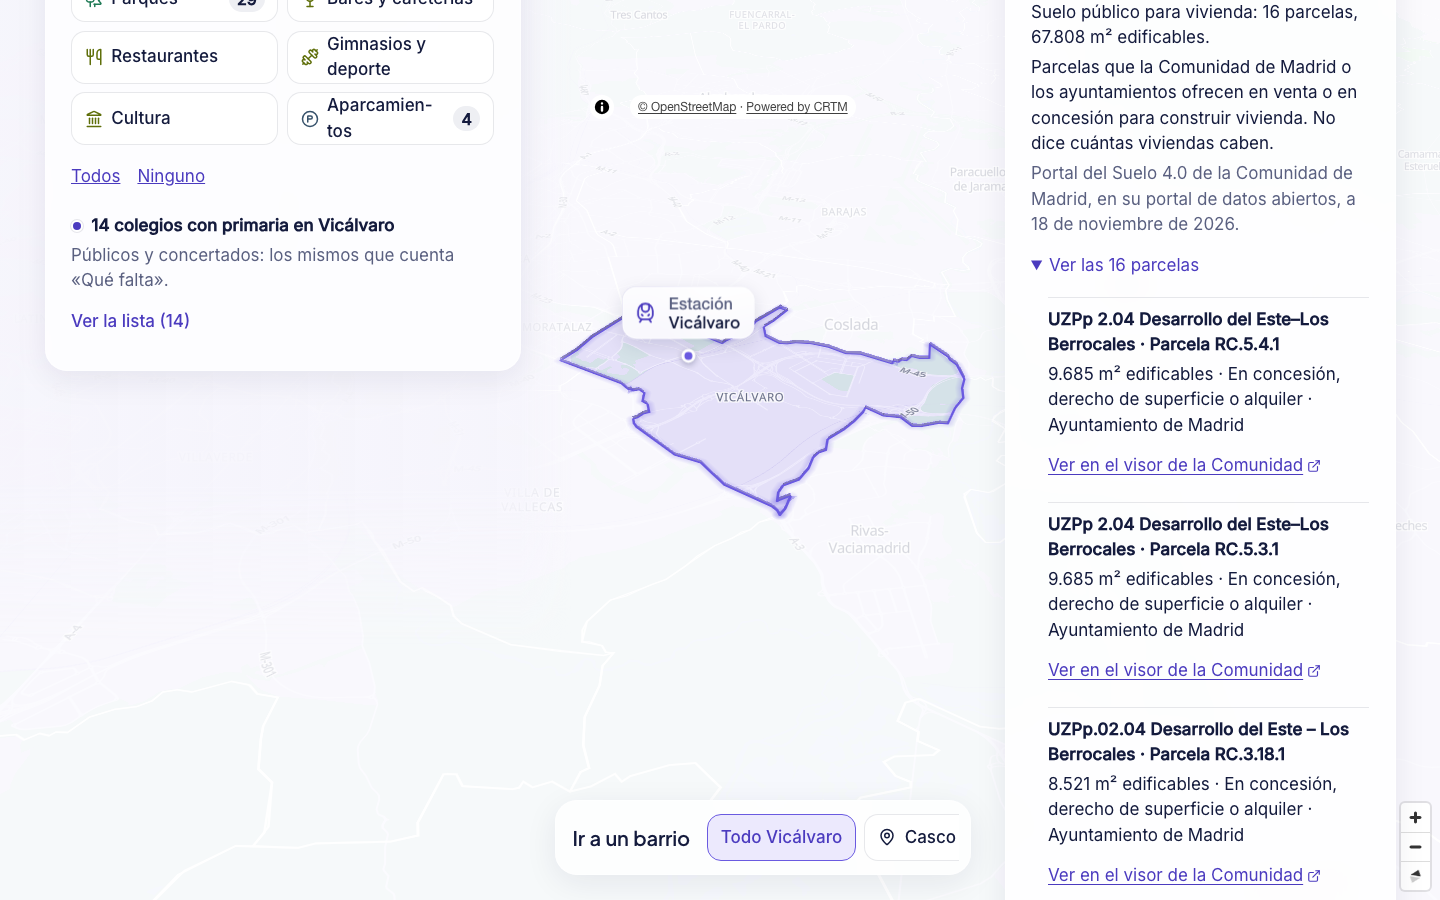 Parques
29
Bares y cafeterías
Restaurantes
Gimnasios y
deporte
Cultura
Aparcamien-
tos
4
Todos
Ninguno
14 colegios con primaria en Vicálvaro
Públicos y concertados: los mismos que cuenta
«Qué falta».
Ver la lista (14)
Tres Cantos
FUENCARRAL-
EL PARDO
© OpenStreetMap · Powered by CRTM
Paracuellos
de Jarama
BARAJAS
MORATALAZ
Estación
Vicálvaro
Coslada
M-45
VICÁLVARO
M-50
VILLA DE
VALLECAS
Rivas-
Vaciamadrid
A-3
M-50
M-301
A-4
Ir a un barrio
Todo Vicálvaro
Casco
Suelo público para vivienda: 16 parcelas,
67.808 m² edificables.
Parcelas que la Comunidad de Madrid o
los ayuntamientos ofrecen en venta o en
concesión para construir vivienda. No
dice cuántas viviendas caben.
Portal del Suelo 4.0 de la Comunidad de
Madrid, en su portal de datos abiertos, a
18 de noviembre de 2026.
Ver las 16 parcelas
UZPp 2.04 Desarrollo del Este–Los
Berrocales · Parcela RC.5.4.1
9.685 m² edificables · En concesión,
derecho de superficie o alquiler ·
Ayuntamiento de Madrid
Ver en el visor de la Comunidad
UZPp 2.04 Desarrollo del Este–Los
Berrocales · Parcela RC.5.3.1
9.685 m² edificables · En concesión,
derecho de superficie o alquiler ·
Ayuntamiento de Madrid
Ver en el visor de la Comunidad
UZPp.02.04 Desarrollo del Este – Los
Berrocales · Parcela RC.3.18.1
8.521 m² edificables · En concesión,
derecho de superficie o alquiler ·
Ayuntamiento de Madrid
Ver en el visor de la Comunidad